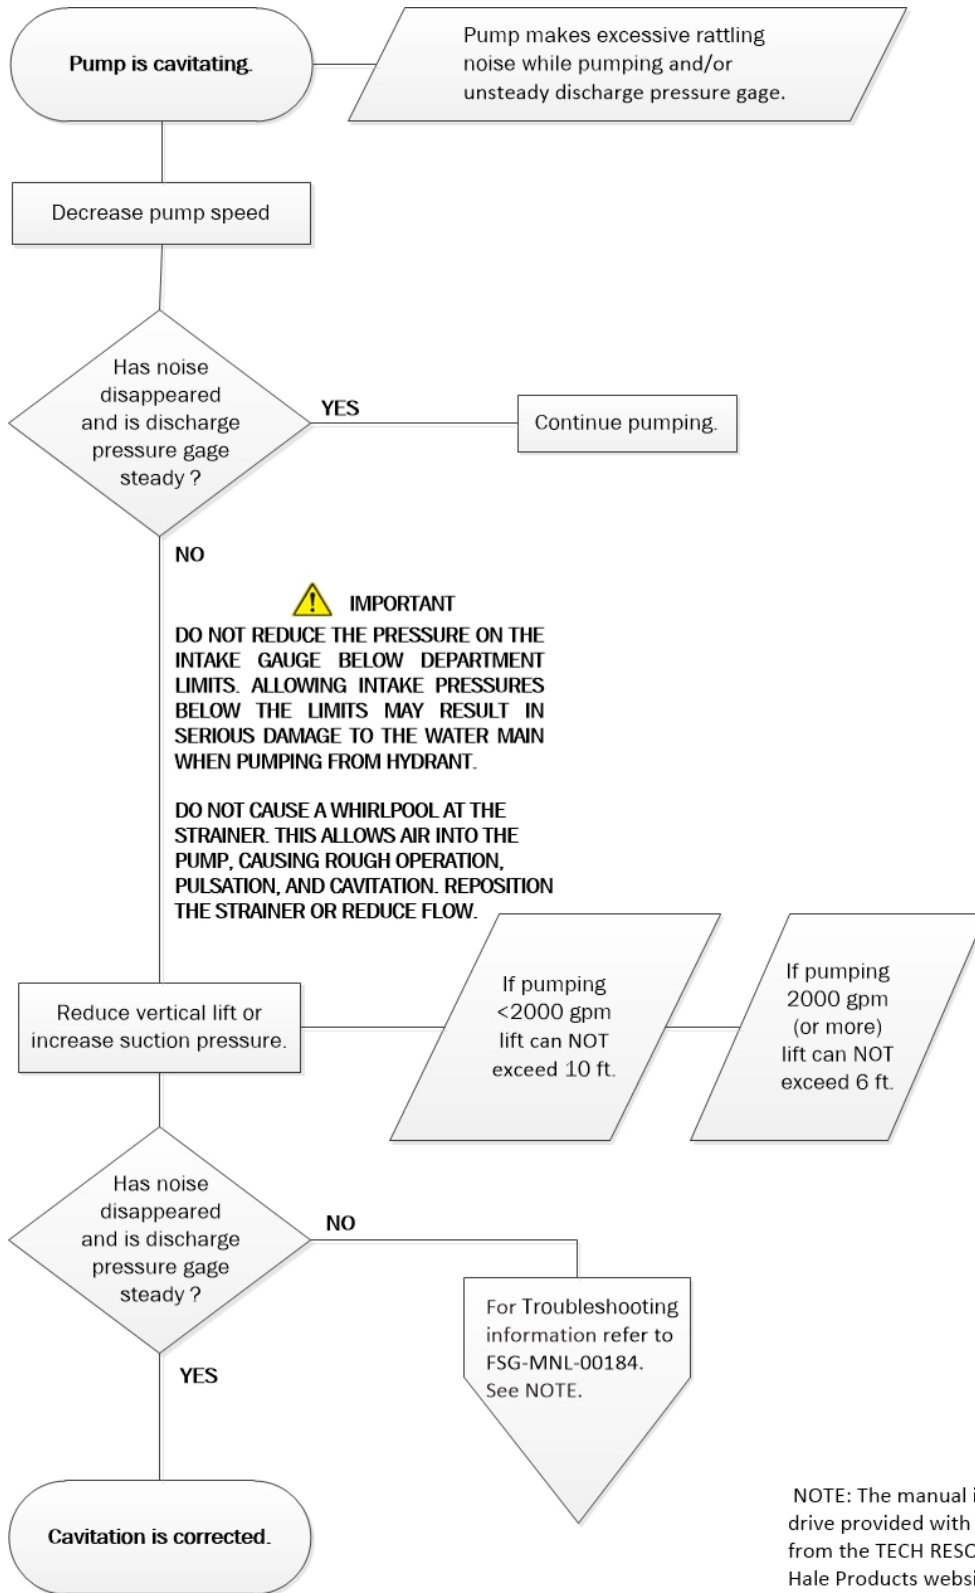 Pump is cavitating.
Pump makes excessive rattling
noise while pumping and/or
unsteady discharge pressure gage.
Decrease pump speed
Has noise
disappeared
and is discharge
pressure gage
steady ?
YES
Continue pumping.
NO
IMPORTANT
DO NOT REDUCE THE PRESSURE ON THE
INTAKE GAUGE BELOW DEPARTMENT
LIMITS. ALLOWING INTAKE PRESSURES
BELOW THE LIMITS MAY RESULT IN
SERIOUS DAMAGE TO THE WATER MAIN
WHEN PUMPING FROM HYDRANT.
DO NOT CAUSE A WHIRLPOOL AT THE
STRAINER. THIS ALLOWS AIR INTO THE
PUMP, CAUSING ROUGH OPERATION,
PULSATION, AND CAVITATION. REPOSITION
THE STRAINER OR REDUCE FLOW.
Reduce vertical lift or
increase suction pressure.
If pumping
<2000 gpm
lift can NOT
exceed 10 ft.
If pumping
2000 gpm
(or more)
lift can NOT
exceed 6 ft.
Has noise
disappeared
and is discharge
pressure gage
steady ?
NO
For Troubleshooting
information refer to
FSG-MNL-00184.
See NOTE.
YES
Cavitation is corrected.
NOTE: The manual
drive provided with
from the TECH
Hale Products